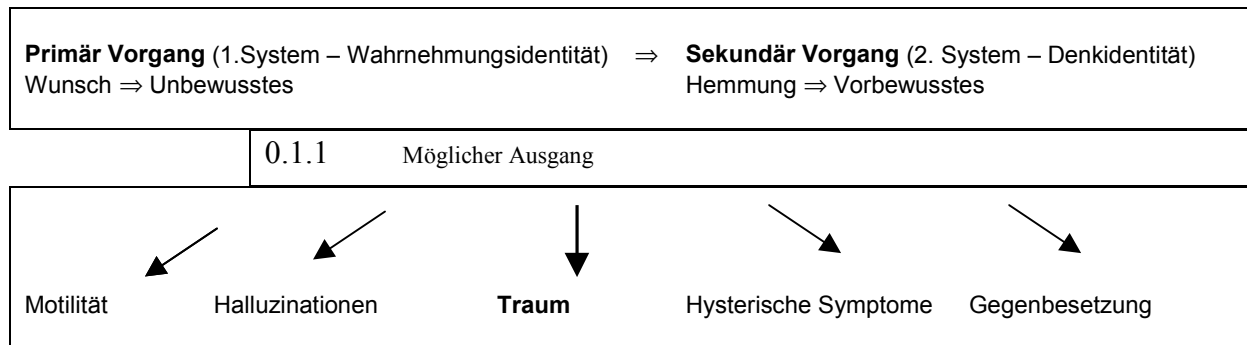 Primär Vorgang (1.System – Wahrnehmungsidentität) ⇒ Sekundär Vorgang (2. System – Denkidentität)
Wunsch ⇒ Unbewusstes Hemmung ⇒ Vorbewusstes
0.1.1 Möglicher Ausgang
Motilität Halluzinationen Traum Hysterische Symptome Gegenbesetzung